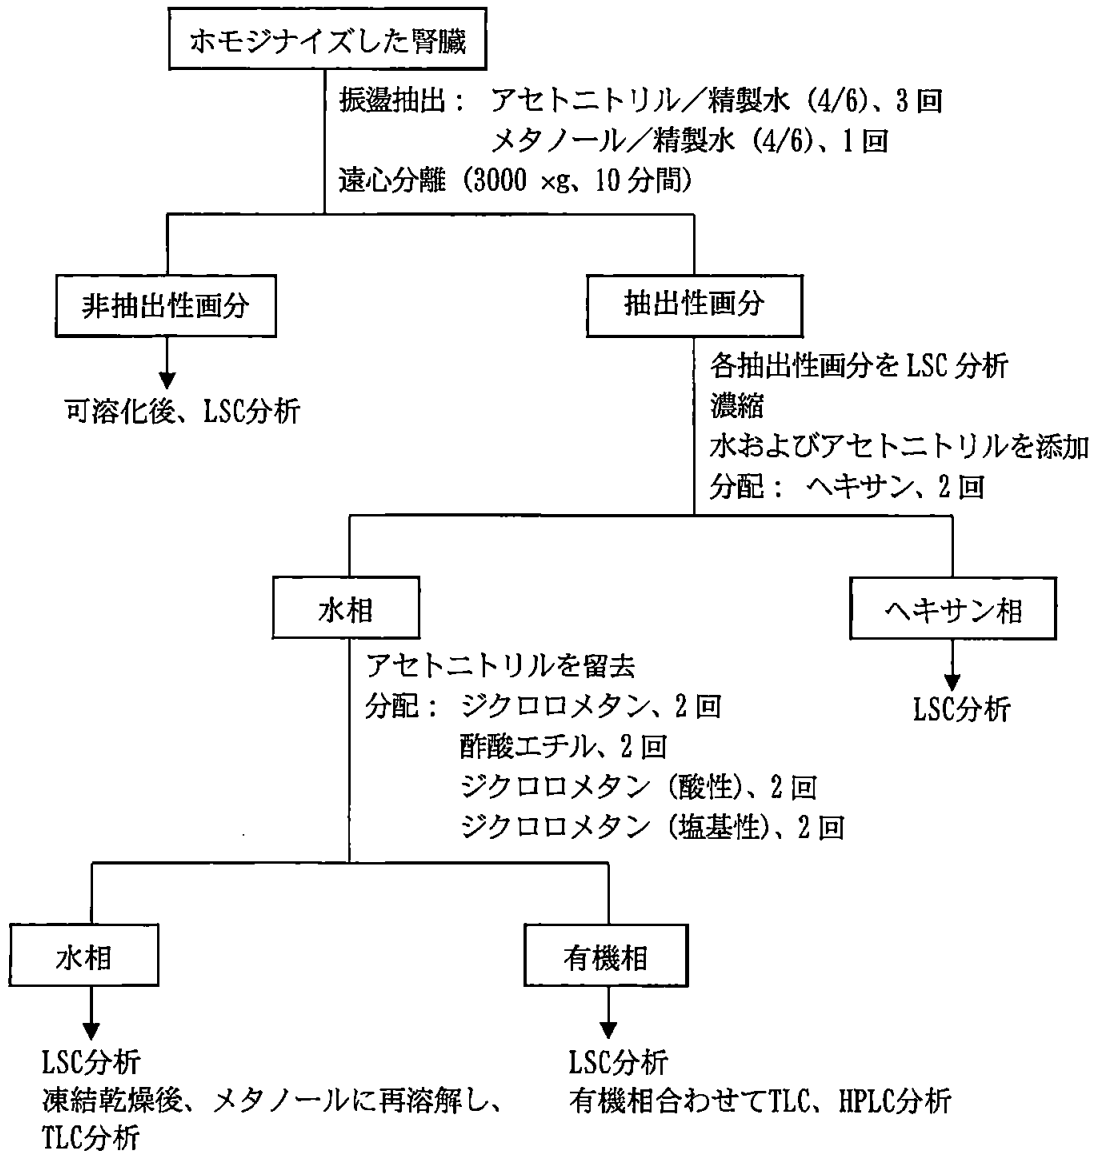 ホモジナイズした腎臓
振盪抽出： アセトニトリル／精製水 (4/6)、3 回
メタノール／精製水 (4/6)、1 回
遠心分離 (3000 ×g、10 分間)
非抽出性画分
抽出性画分
可溶化後、LSC分析
各抽出性画分を LSC 分析
濃縮
水およびアセトニトリルを添加
分配： ヘキサン、2 回
水相
ヘキサン相
アセトニトリルを留去
分配： ジクロロメタン、2 回
酢酸エチル、2 回
ジクロロメタン (酸性)、2 回
ジクロロメタン (塩基性)、2 回
LSC分析
水相
有機相
LSC分析
凍結乾燥後、メタノールに再溶解し、
TLC分析
LSC分析
有機相合わせてTLC、HPLC分析